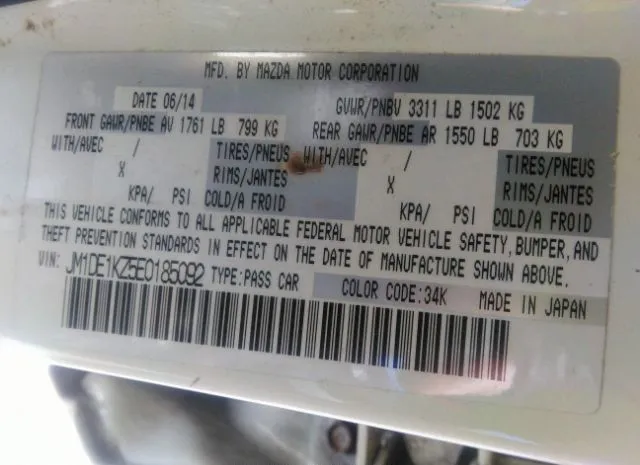 MFD. BY MAZDA MOTOR CORPORATION
DATE 06/14 GVWR/PNBV 3311 LB 1502 KG
FRONT GAWR/PNBE AV 1761 LB 799 KG REAR GAWR/PNBE AR 1550 LB 703 KG
WITH/AVEC / TIRES/PNEUS WITH/AVEC / TIRES/PNEUS
X RIMS/JANTES X RIMS/JANTES
KPA/ PSI COLD/A FROID KPA/ PSI COLD/A FROID
THIS VEHICLE CONFORMS TO ALL APPLICABLE FEDERAL MOTOR VEHICLE SAFETY, BUMPER, AND
THEFT PREVENTION STANDARDS IN EFFECT ON THE DATE OF MANUFACTURE SHOWN ABOVE.
VIN: JM1DE1KZ5E0185092 TYPE:PASS CAR COLOR CODE:34K MADE IN JAPAN